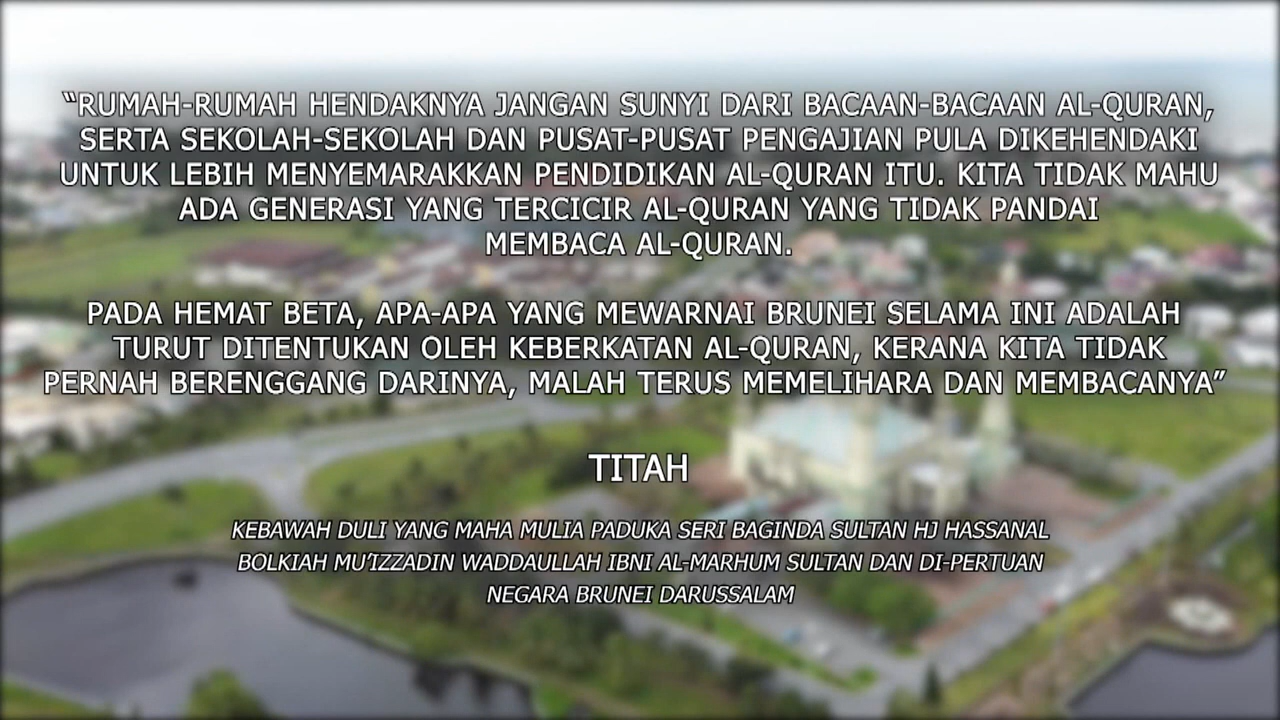 “RUMAH-RUMAH HENDAKNYA JANGAN SUNYI DARI BACAAN-BACAAN AL-QURAN,
SERTA SEKOLAH-SEKOLAH DAN PUSAT-PUSAT PENGAJIAN PULA DIKEHENDAKI
UNTUK LEBIH MENYEMARAKKAN PENDIDIKAN AL-QURAN ITU. KITA TIDAK MAHU
ADA GENERASI YANG TERCICIR AL-QURAN YANG TIDAK PANDAI
MEMBACA AL-QURAN.
PADA HEMAT BETA, APA-APA YANG MEWARNAI BRUNEI SELAMA INI ADALAH
TURUT DITENTUKAN OLEH KEBERKATAN AL-QURAN, KERANA KITA TIDAK
PERNAH BERENGGANG DARINYA, MALAH TERUS MEMELIHARA DAN MEMBACANYA”
TITAH
KEBAWAH DULI YANG MAHA MULIA PADUKA SERI BAGINDA SULTAN HJ HASSANAL
BOLKIAH MU’IZZADIN WADDAULLAH IBNI AL-MARHUM SULTAN DAN DI-PERTUAN
NEGARA BRUNEI DARUSSALAM